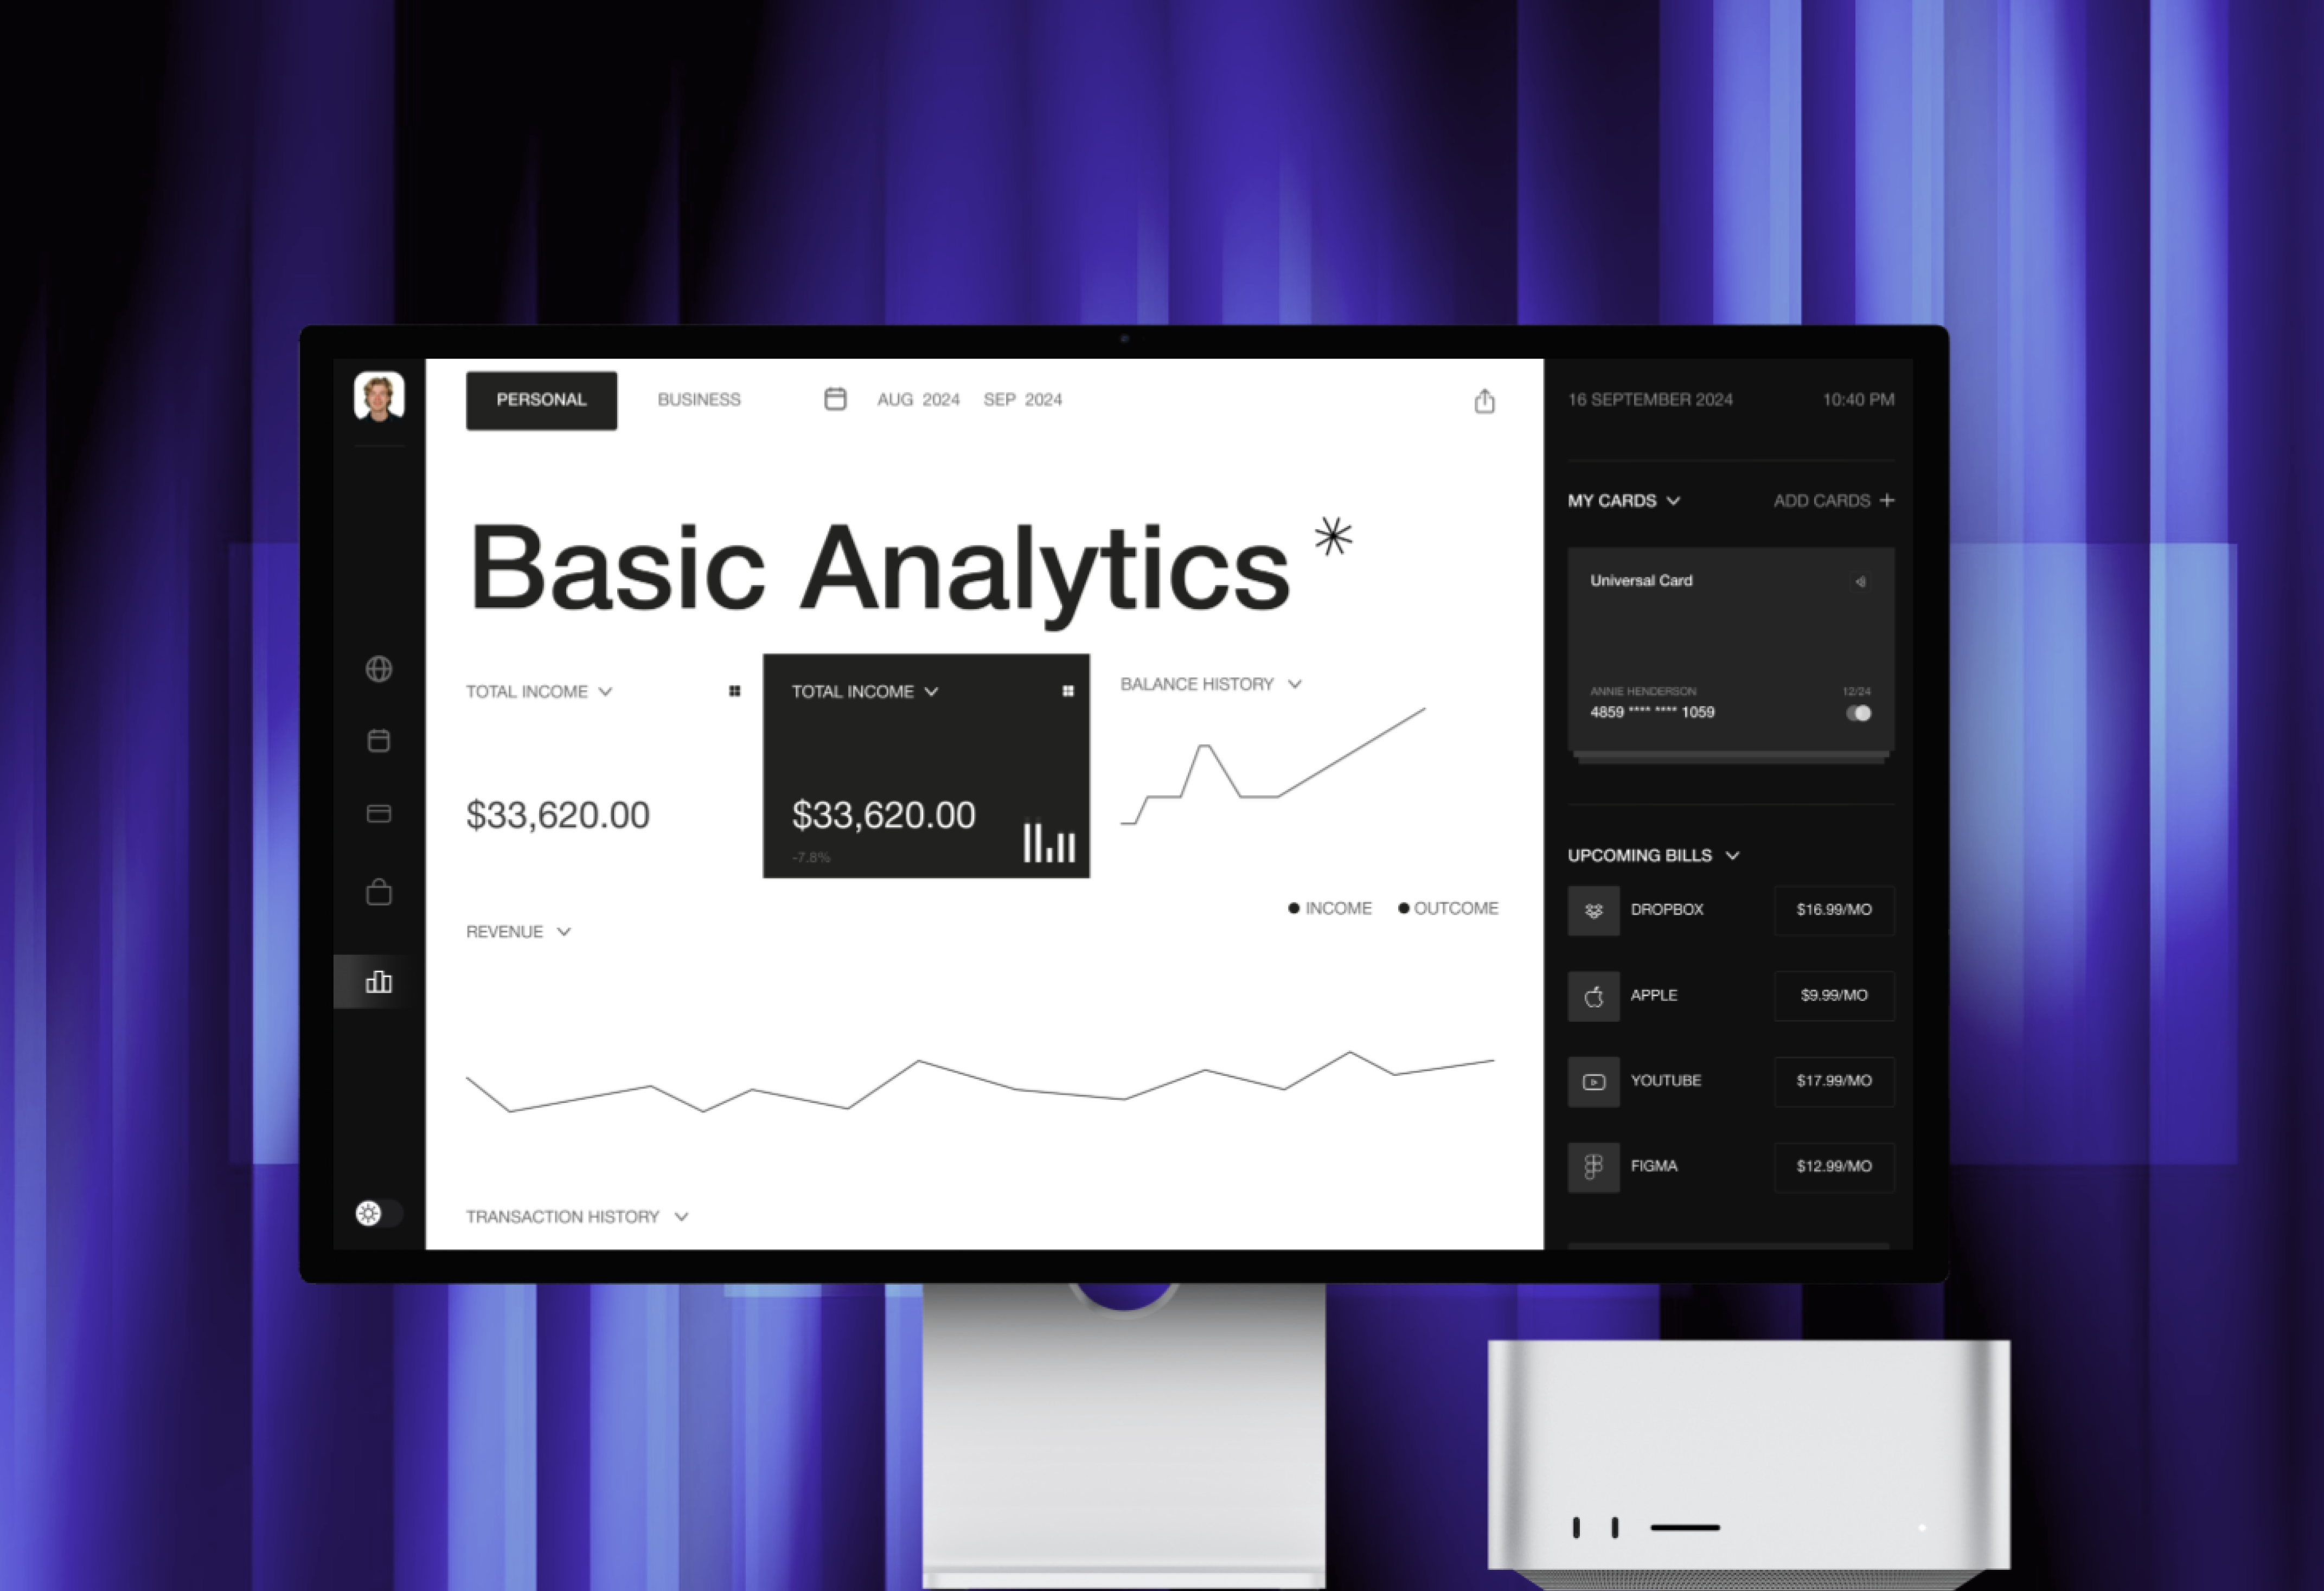 PERSONAL
BUSINESS
AUG 2024 SEP 2024
Basic Analytics *
TOTAL INCOME
$33,620.00
TOTAL INCOME
$33,620.00
-7.8%
BALANCE HISTORY
INCOME
OUTCOME
REVENUE
TRANSACTION HISTORY
16 SEPTEMBER 2024
10:40 PM
MY CARDS
ADD CARDS +
Universal Card
ANNIE HENDERSON
12/24
4859 **** **** 1059
UPCOMING BILLS
DROPBOX
$16.99/MO
APPLE
$9.99/MO
YOUTUBE
$17.99/MO
FIGMA
$12.99/MO